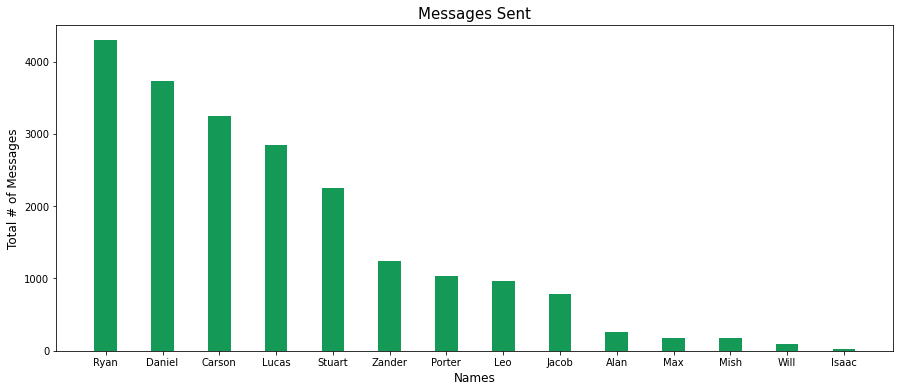 Messages Sent
Total # of Messages
4000
3000
2000
1000
0
Ryan Daniel Carson Lucas Stuart Zander Porter Leo Jacob Alan Max Mish Will Isaac
Names